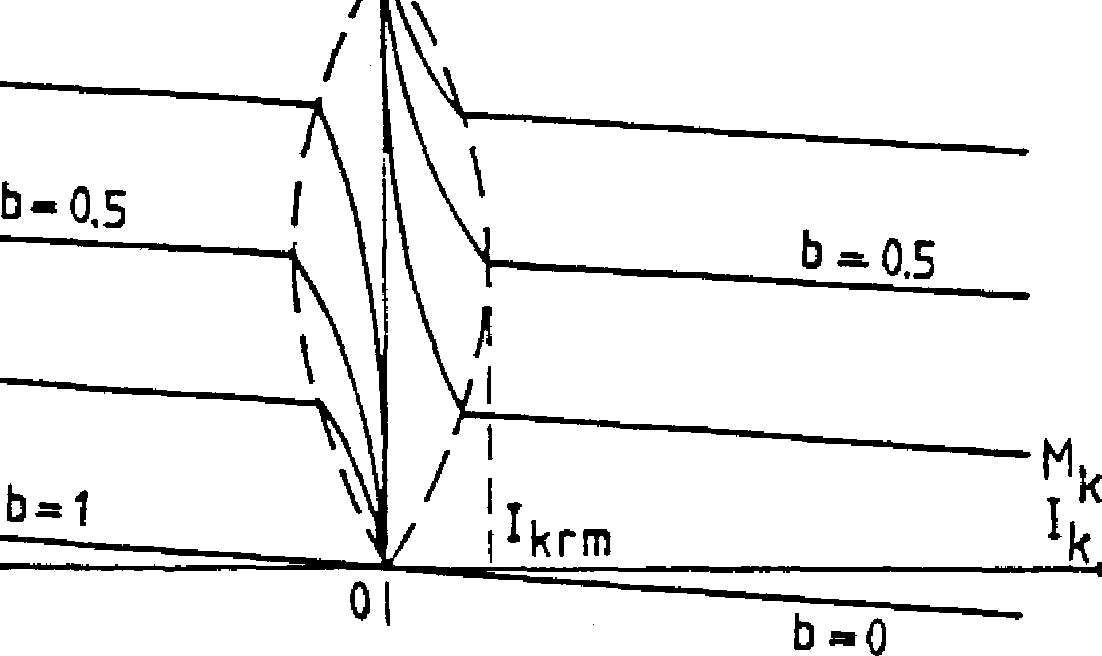 b = 0.5
b = 0.5
M_k
I_k
b = 1
I_krm
0
b = 0